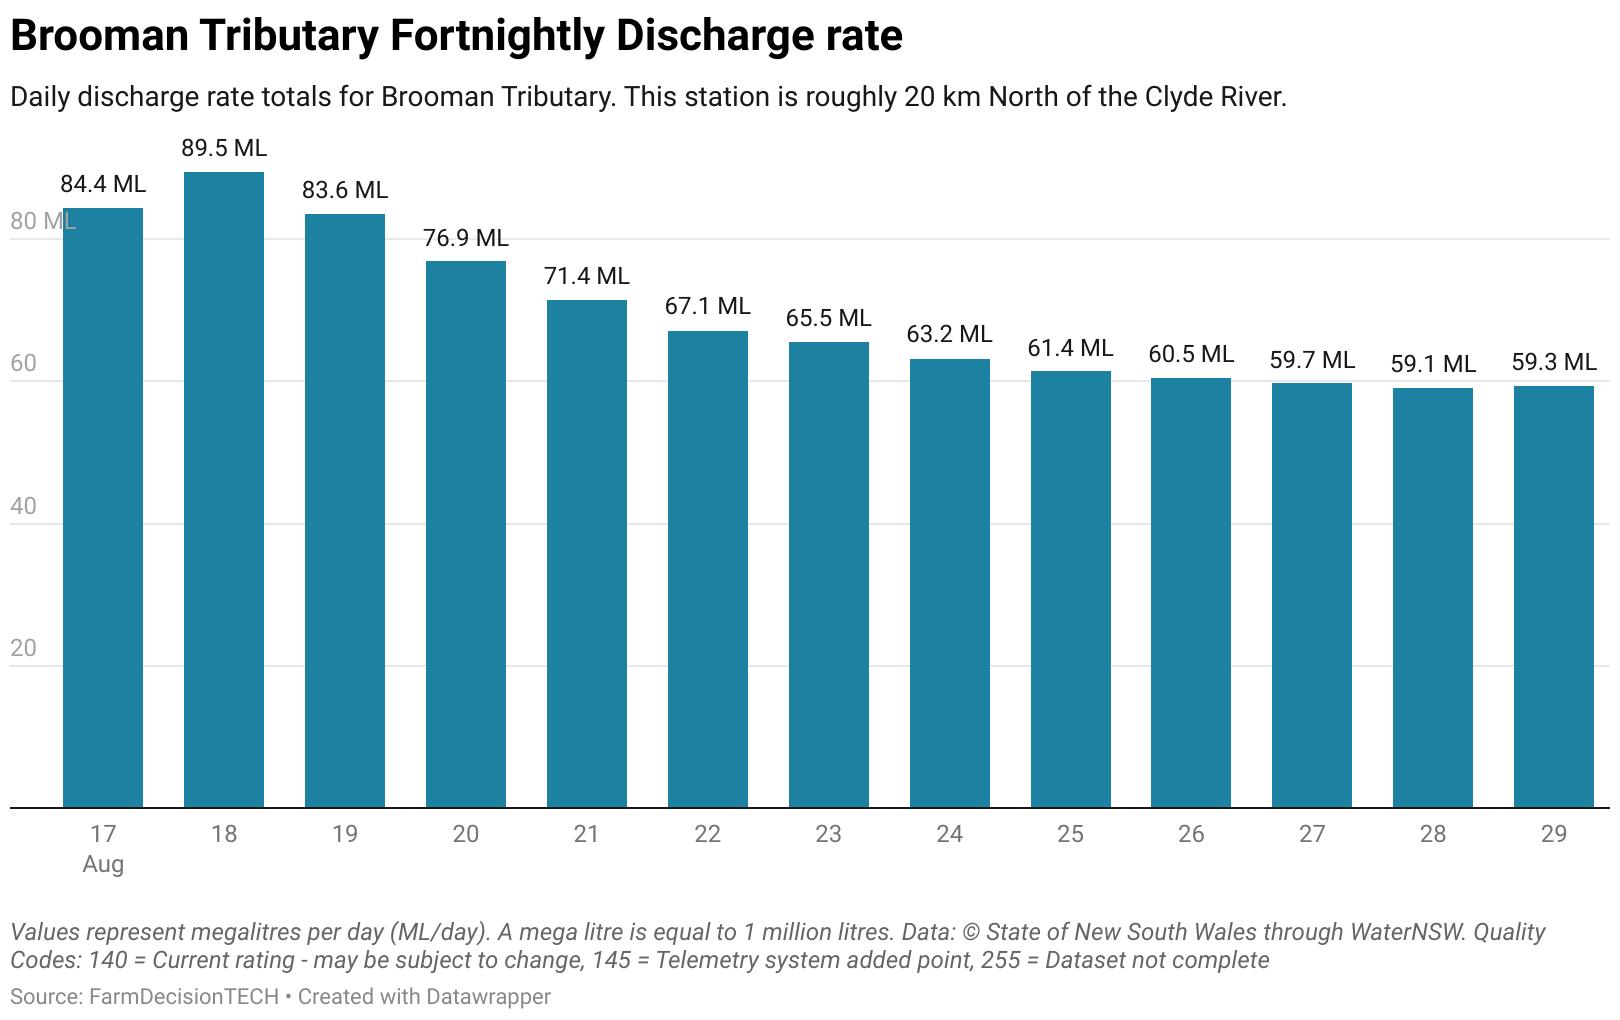 Brooman Tributary Fortnightly Discharge rate
Daily discharge rate totals for Brooman Tributary. This station is roughly 20 km North of the Clyde River.
89.5 ML
84.4 ML
83.6 ML
80 ML
76.9 ML
71.4 ML
67.1 ML
65.5 ML
63.2 ML
61.4 ML
60.5 ML
59.7 ML
59.1 ML
59.3 ML
60
40
20
17 18 19 20 21 22 23 24 25 26 27 28 29
Aug
Values represent megalitres per day (ML/day). A mega litre is equal to 1 million litres. Data: © State of New South Wales through WaterNSW. Quality
Codes: 140 = Current rating - may be subject to change, 145 = Telemetry system added point, 255 = Dataset not complete
Source: FarmDecisionTECH • Created with Datawrapper